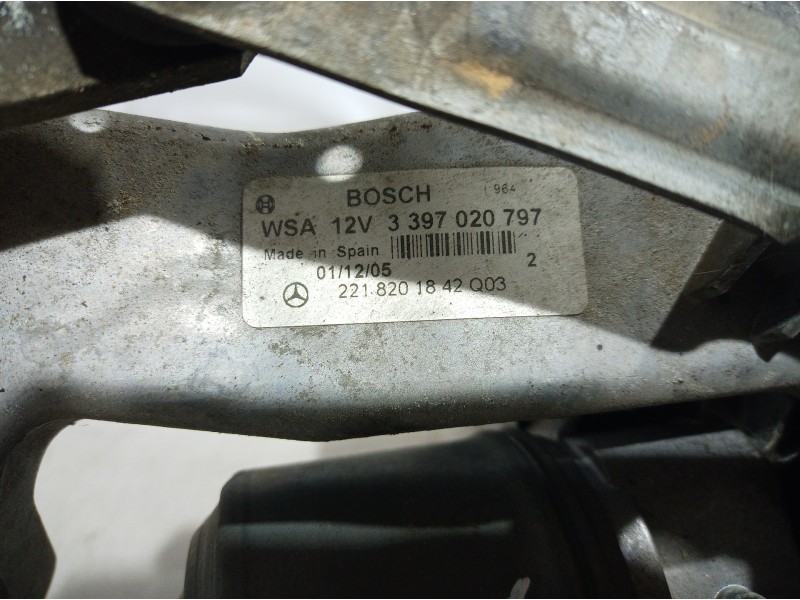 BOSCH 964
WSA 12V 3 397 020 797
Made in Spain
01/12/05 2
221 820 18 42 Q03